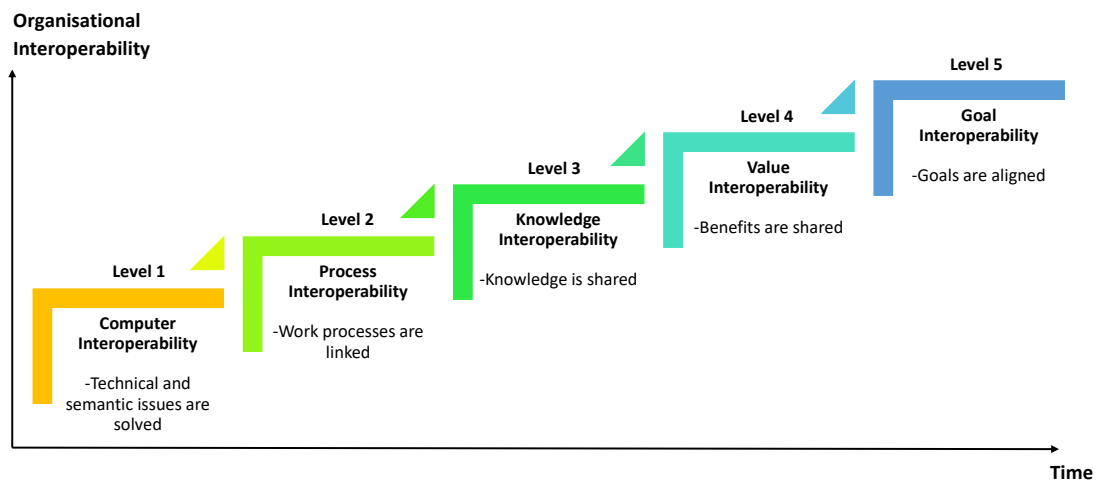 Organisational
Interoperability
Level 5
Goal
Interoperability
-Goals are aligned
Level 4
Value
Interoperability
-Benefits are shared
Level 3
Knowledge
Interoperability
-Knowledge is shared
Level 2
Process
Interoperability
-Work processes are
linked
Level 1
Computer
Interoperability
-Technical and
semantic issues are
solved
Time